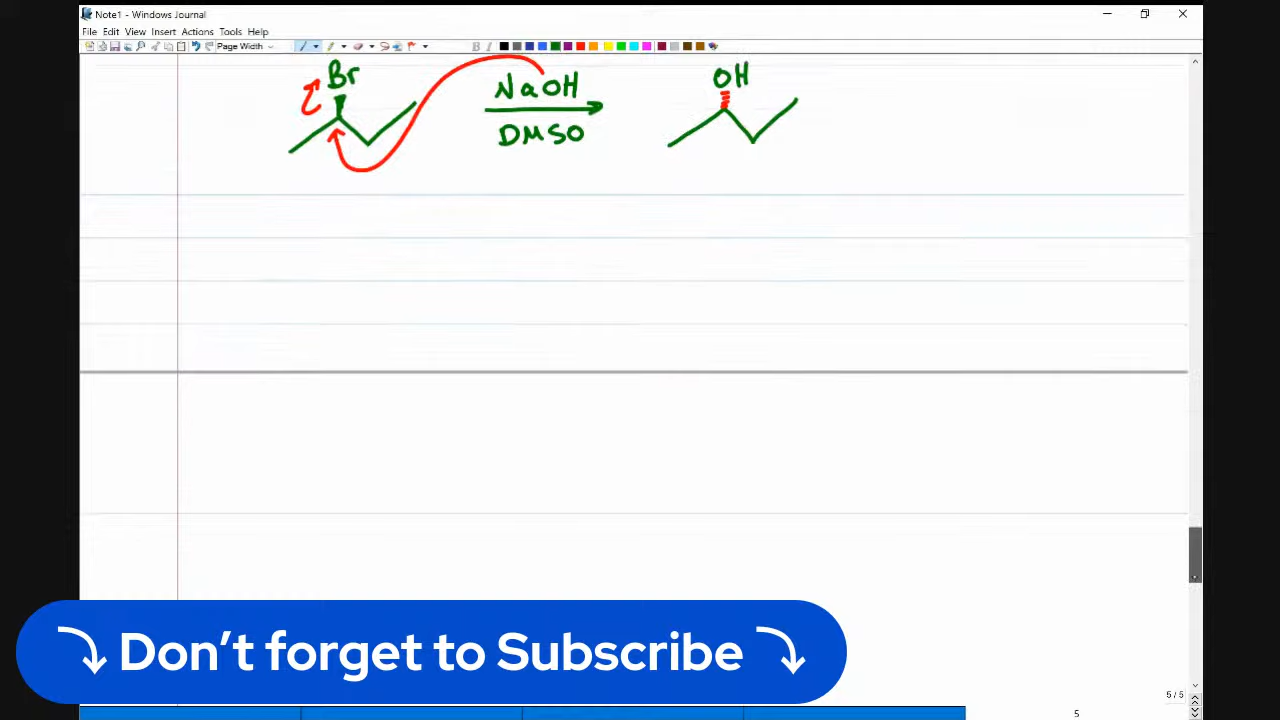 Note1 - Windows Journal
File Edit View Insert Actions Tools Help
Page Width
B I
Br
NaOH
DMSO
OH
Don't forget to Subscribe
5 / 5
5